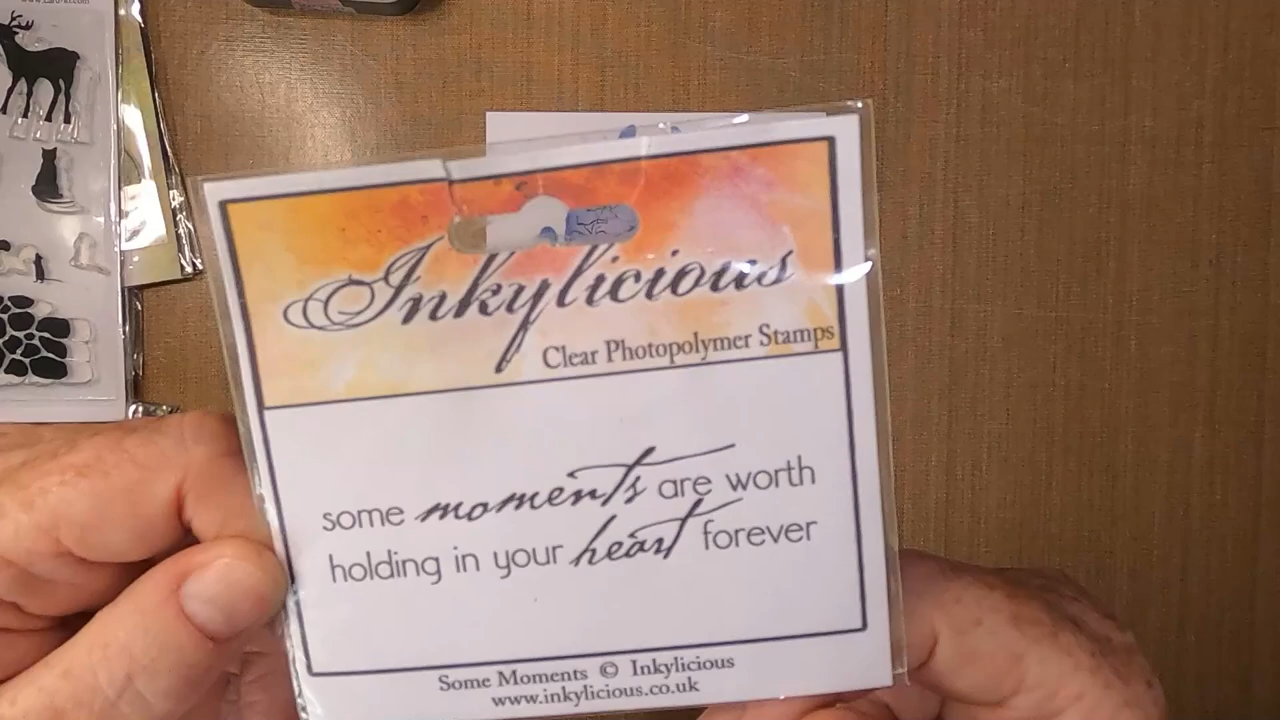 Inkylicious
Clear Photopolymer Stamps
some moments are worth
holding in your heart forever
Some Moments © Inkylicious
www.inkylicious.co.uk